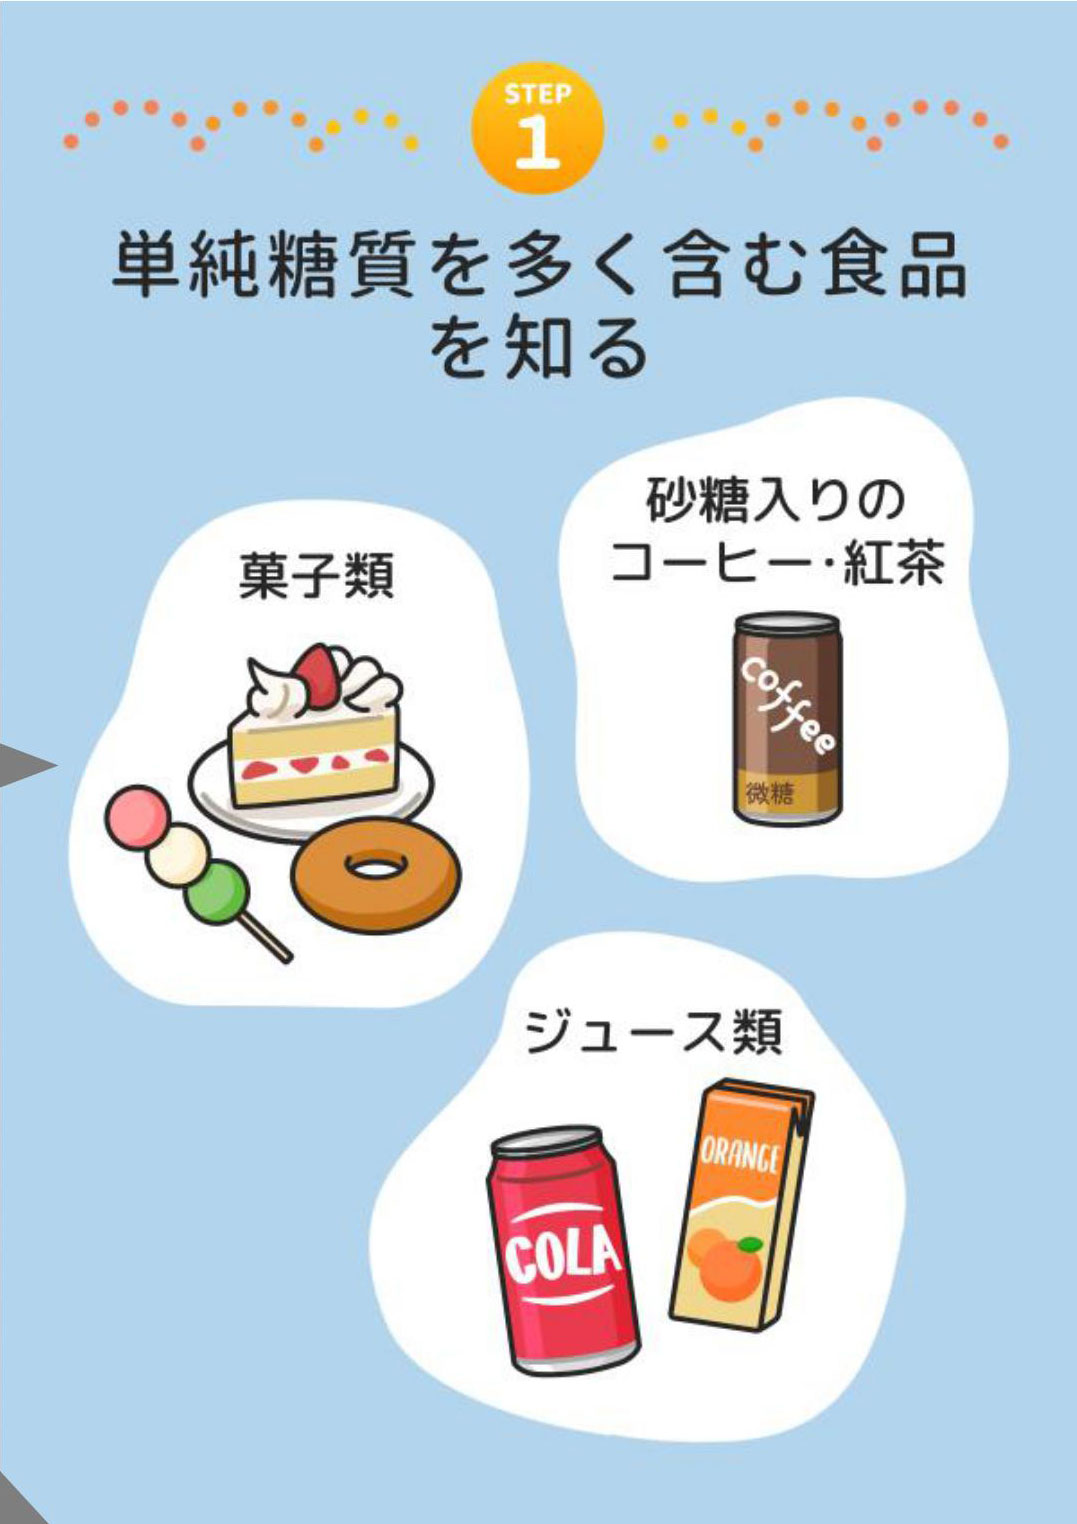 STEP
1
単純糖質を多く含む食品
を知る
砂糖入りの
コーヒー・紅茶
coffee
微糖
菓子類
ジュース類
COLA
ORANGE